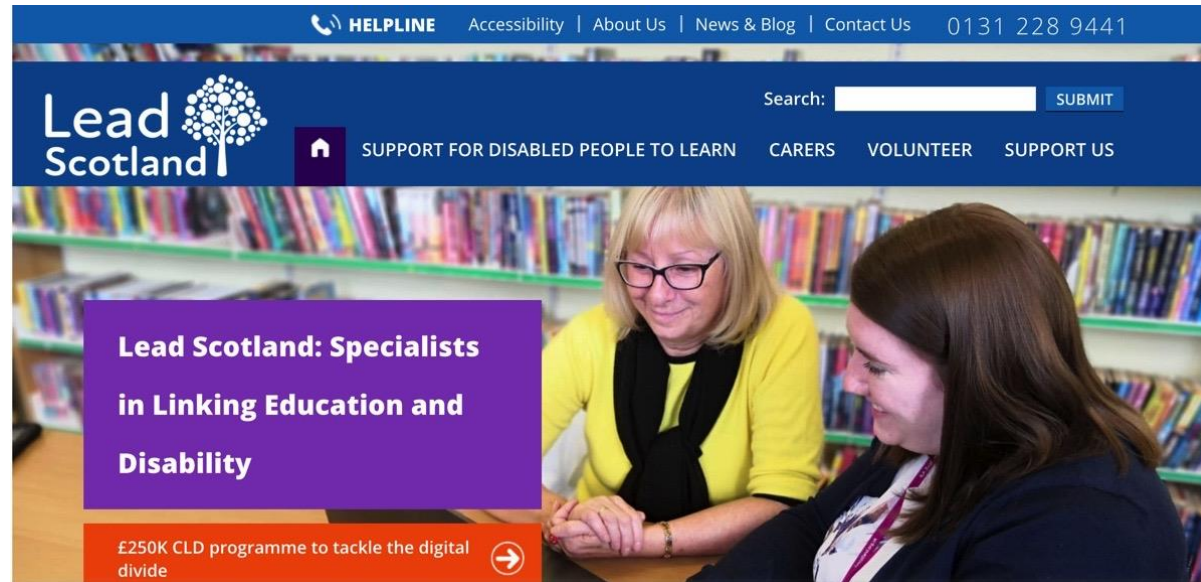 HELPLINE Accessibility | About Us | News & Blog | Contact Us 0131 228 9441
Lead
Scotland
Search: SUBMIT
SUPPORT FOR DISABLED PEOPLE TO LEARN CARERS VOLUNTEER SUPPORT US
Lead Scotland: Specialists
in Linking Education and
Disability
£250K CLD programme to tackle the digital
divide